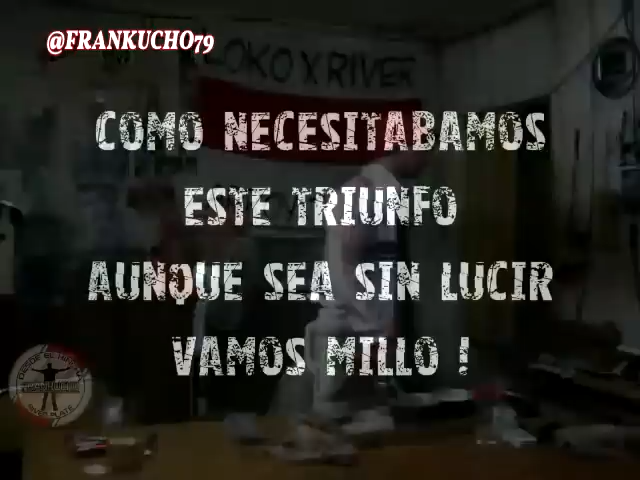 @FRANKUCHO79
LOKO X RIVER
COMO NECESITABAMOS
ESTE TRIUNFO
AUNQUE SEA SIN LUCIR
VAMOS MILLO !